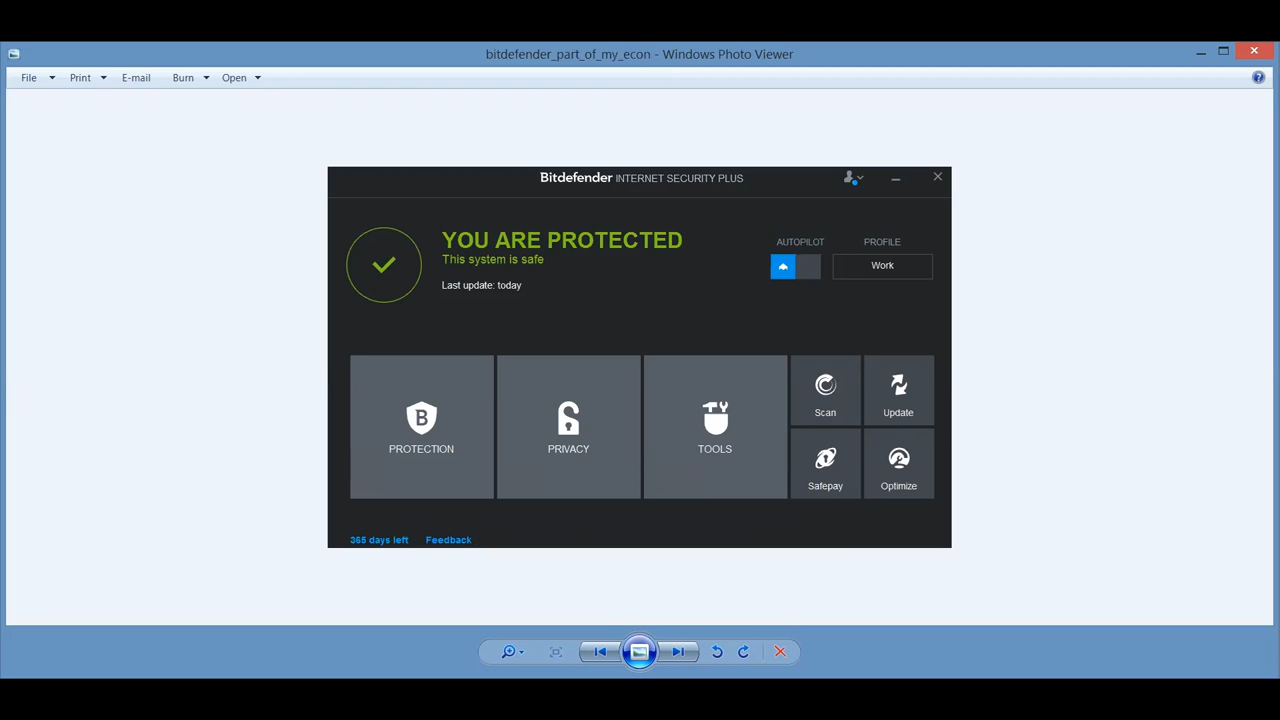 bitdefender_part_of_my_econ - Windows Photo Viewer
File Print E-mail Burn Open
Bitdefender INTERNET SECURITY PLUS
YOU ARE PROTECTED
This system is safe
Last update: today
AUTOPILOT PROFILE
Work
PROTECTION PRIVACY TOOLS
Scan Update
Safepay Optimize
365 days left Feedback